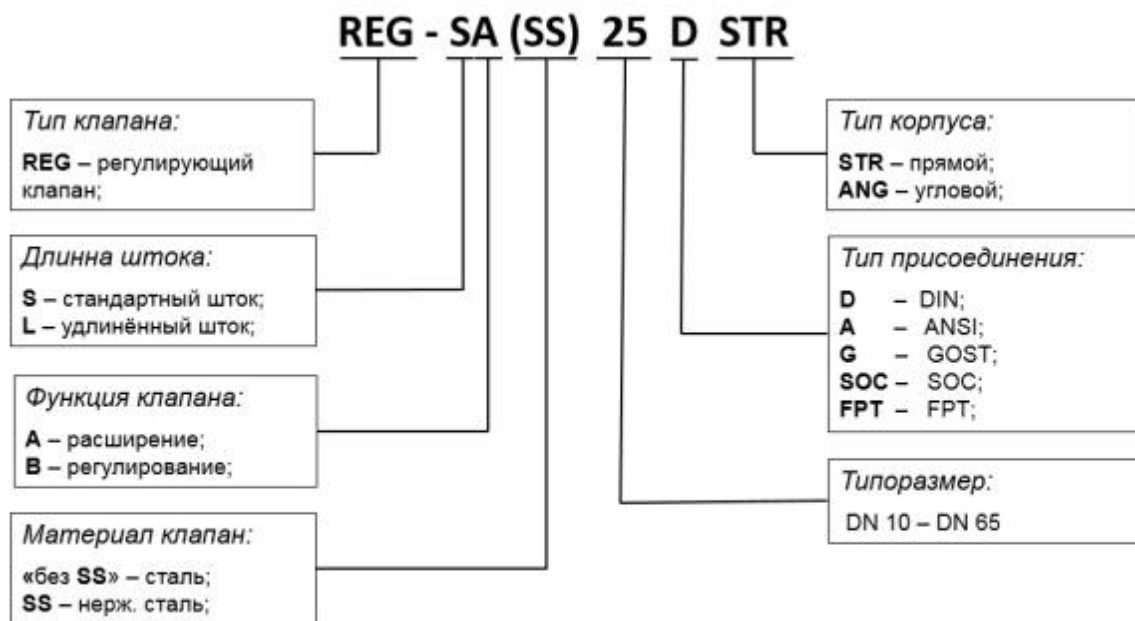 REG - SA (SS) 25 D STR
Тип клапана:
REG – регулирующий
клапан;
Длинна штока:
S – стандартный шток;
L – удлинённый шток;
Функция клапана:
A – расширение;
B – регулирование;
Материал клапан:
«без SS» – сталь;
SS – нерж. сталь;
Тип корпуса:
STR – прямой;
ANG – угловой;
Тип присоединения:
D – DIN;
A – ANSI;
G – GOST;
SOC – SOC;
FPT – FPT;
Типоразмер:
DN 10 – DN 65